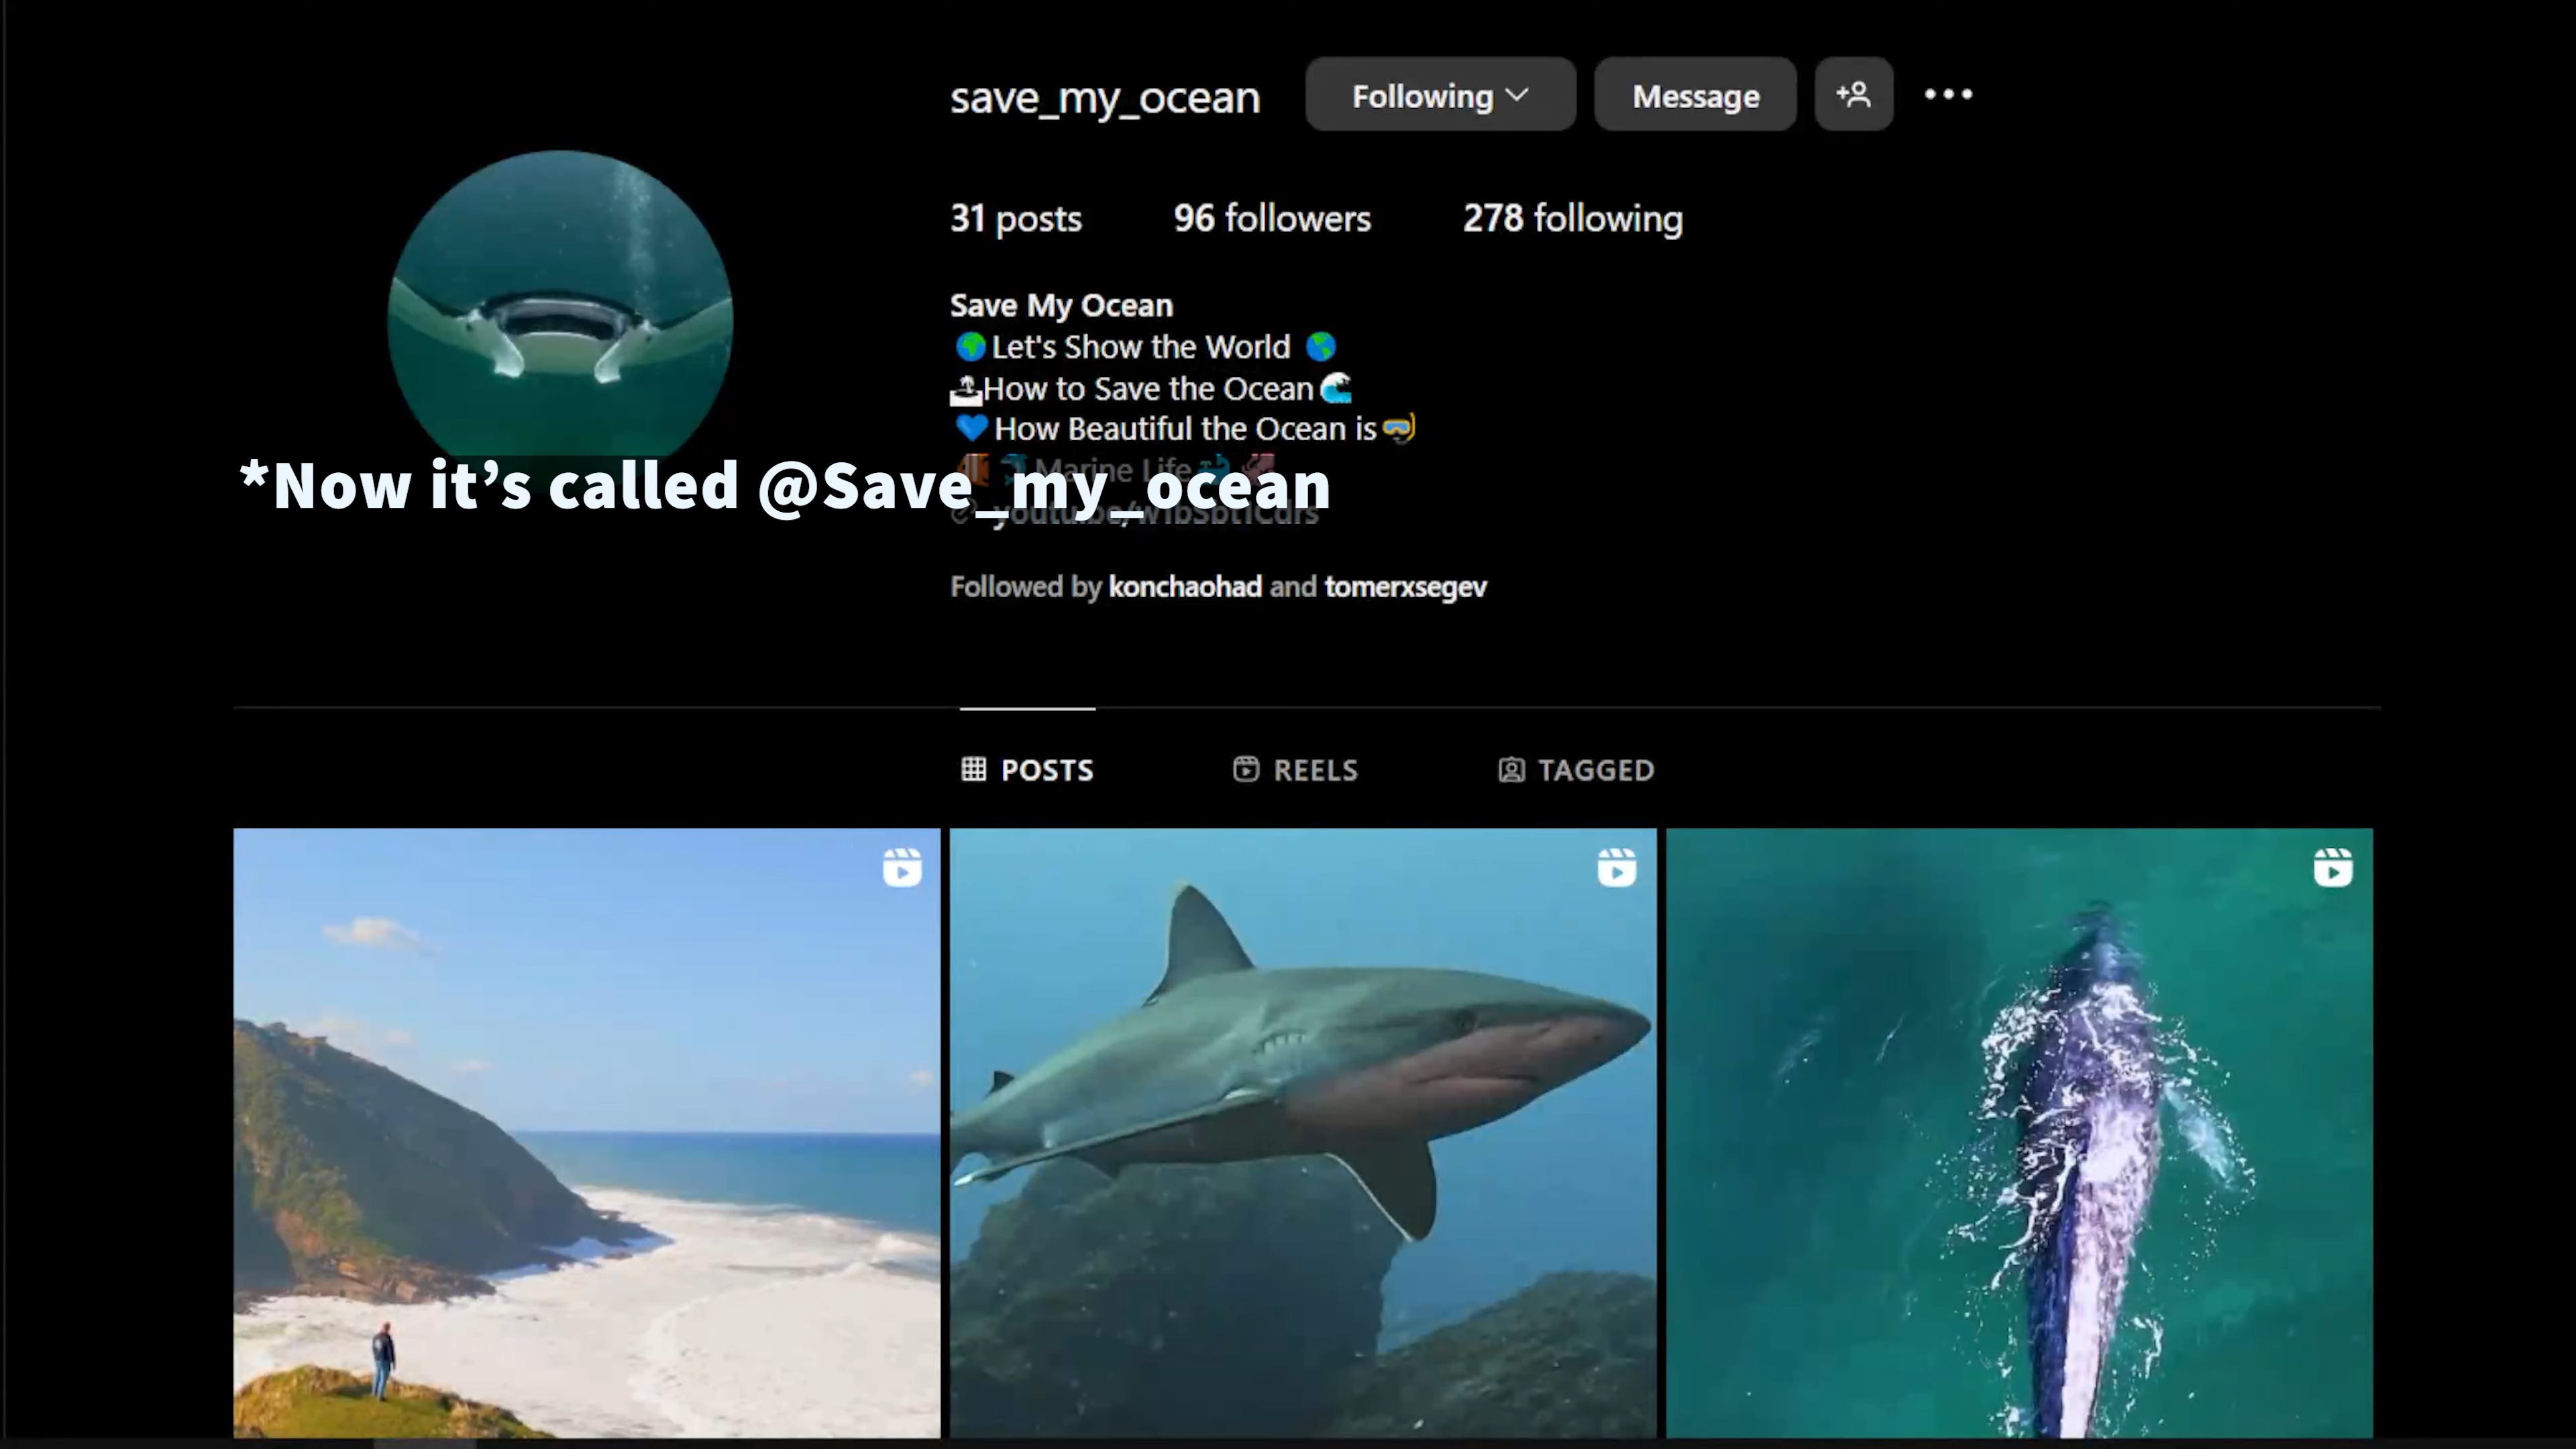 save_my_ocean
Following
Message
31 posts
96 followers
278 following
Save My Ocean
Let's Show the World
How to Save the Ocean
How Beautiful the Ocean is
Marine Life
*Now it’s called @Save_my_ocean
Followed by konchaohad and tomerxsegev
POSTS
REELS
TAGGED